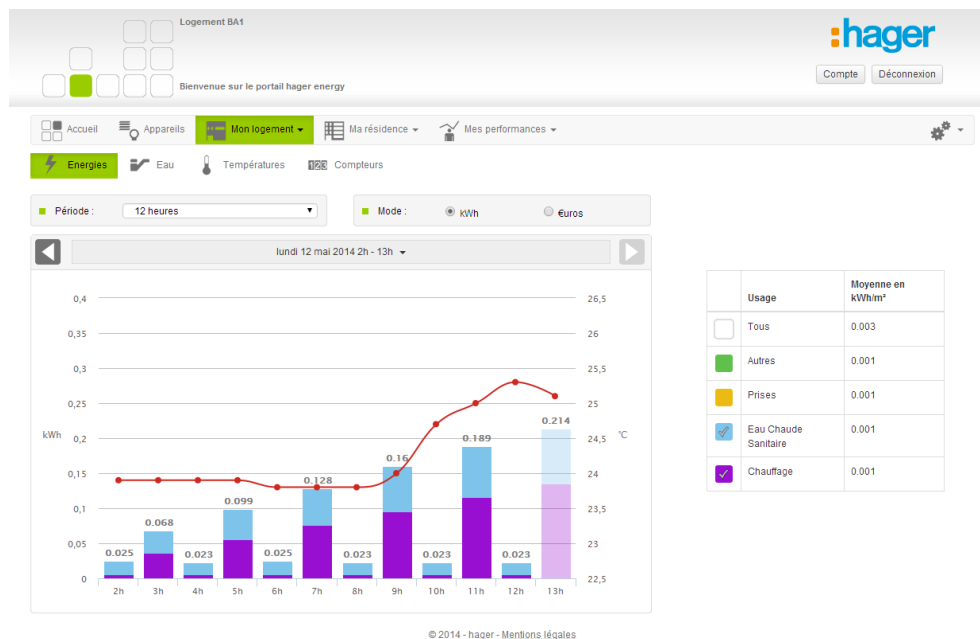 Logement BA1
:hager
Bienvenue sur le portail hager energy
Compte Déconnexion
Accueil Appareils Mon logement Ma résidence Mes performances
Energies Eau Températures 123 Compteurs
Période : 12 heures Mode : kWh €uros
lundi 12 mai 2014 2h - 13h
0,4 26,5
0,35 26
0,3 25,5
0,25 25
kWh 0,2 24,5 °C
0,15 24
0,1 23,5
0,05 23
0 22,5
0.025 0.068 0.023 0.099 0.025 0.128 0.023 0.16 0.023 0.189 0.023 0.214
2h 3h 4h 5h 6h 7h 8h 9h 10h 11h 12h 13h
Usage Moyenne en
kWh/m²
Tous 0.003
Autres 0.001
Prises 0.001
Eau Chaude 0.001
Sanitaire
Chauffage 0.001
© 2014 - hager - Mentions légales